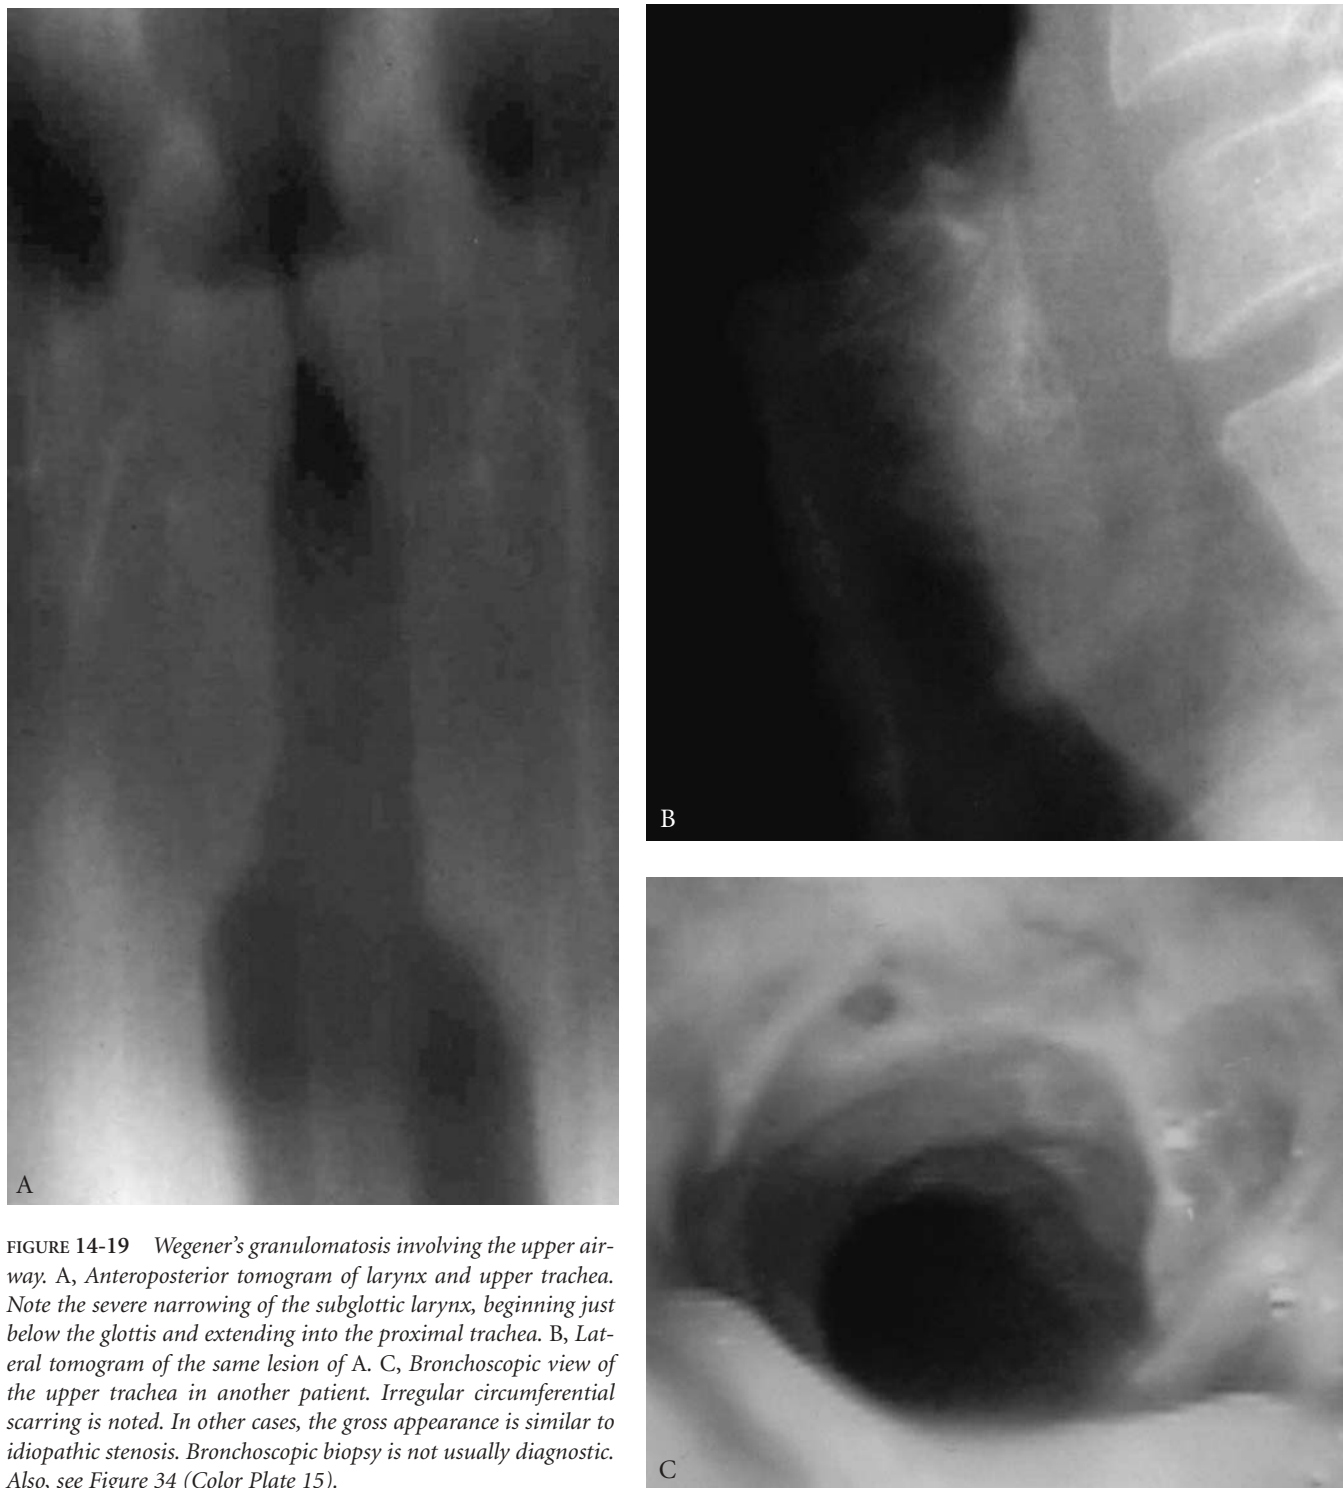 A
B
C
FIGURE 14-19 Wegener's granulomatosis involving the upper air-
way. A, Anteroposterior tomogram of larynx and upper trachea.
Note the severe narrowing of the subglottic larynx, beginning just
below the glottis and extending into the proximal trachea. B, Lat-
eral tomogram of the same lesion of A. C, Bronchoscopic view of
the upper trachea in another patient. Irregular circumferential
scarring is noted. In other cases, the gross appearance is similar to
idiopathic stenosis. Bronchoscopic biopsy is not usually diagnostic.
Also, see Figure 34 (Color Plate 15).